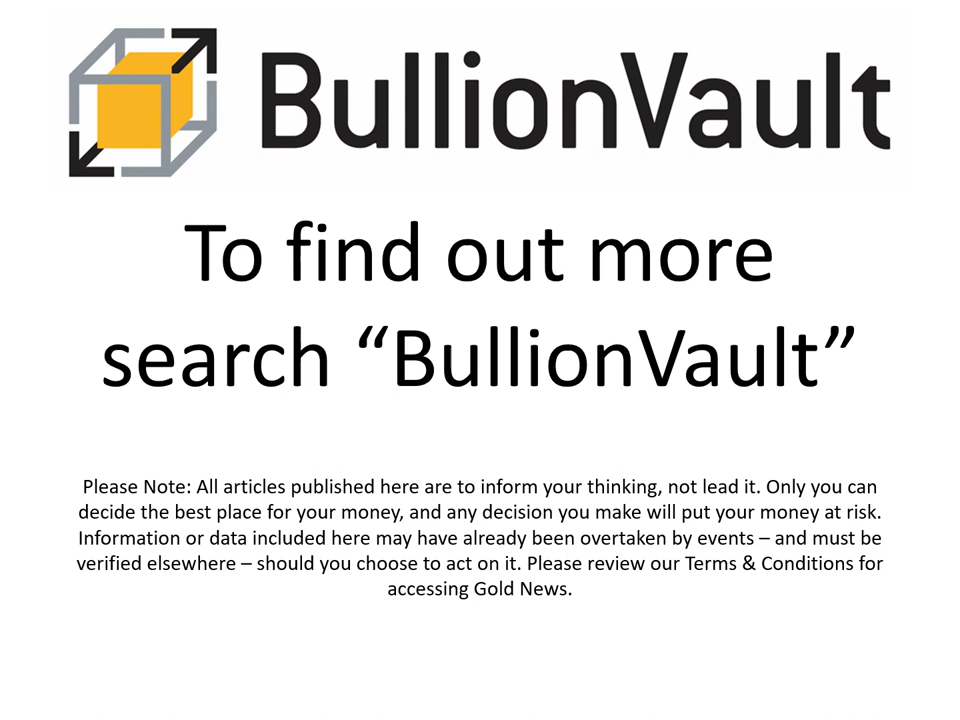 BullionVault
To find out more
search “BullionVault”
Please Note: All articles published here are to inform your thinking, not lead it. Only you can
decide the best place for your money, and any decision you make will put your money at risk.
Information or data included here may have already been overtaken by events – and must be
verified elsewhere – should you choose to act on it. Please review our Terms & Conditions for
accessing Gold News.